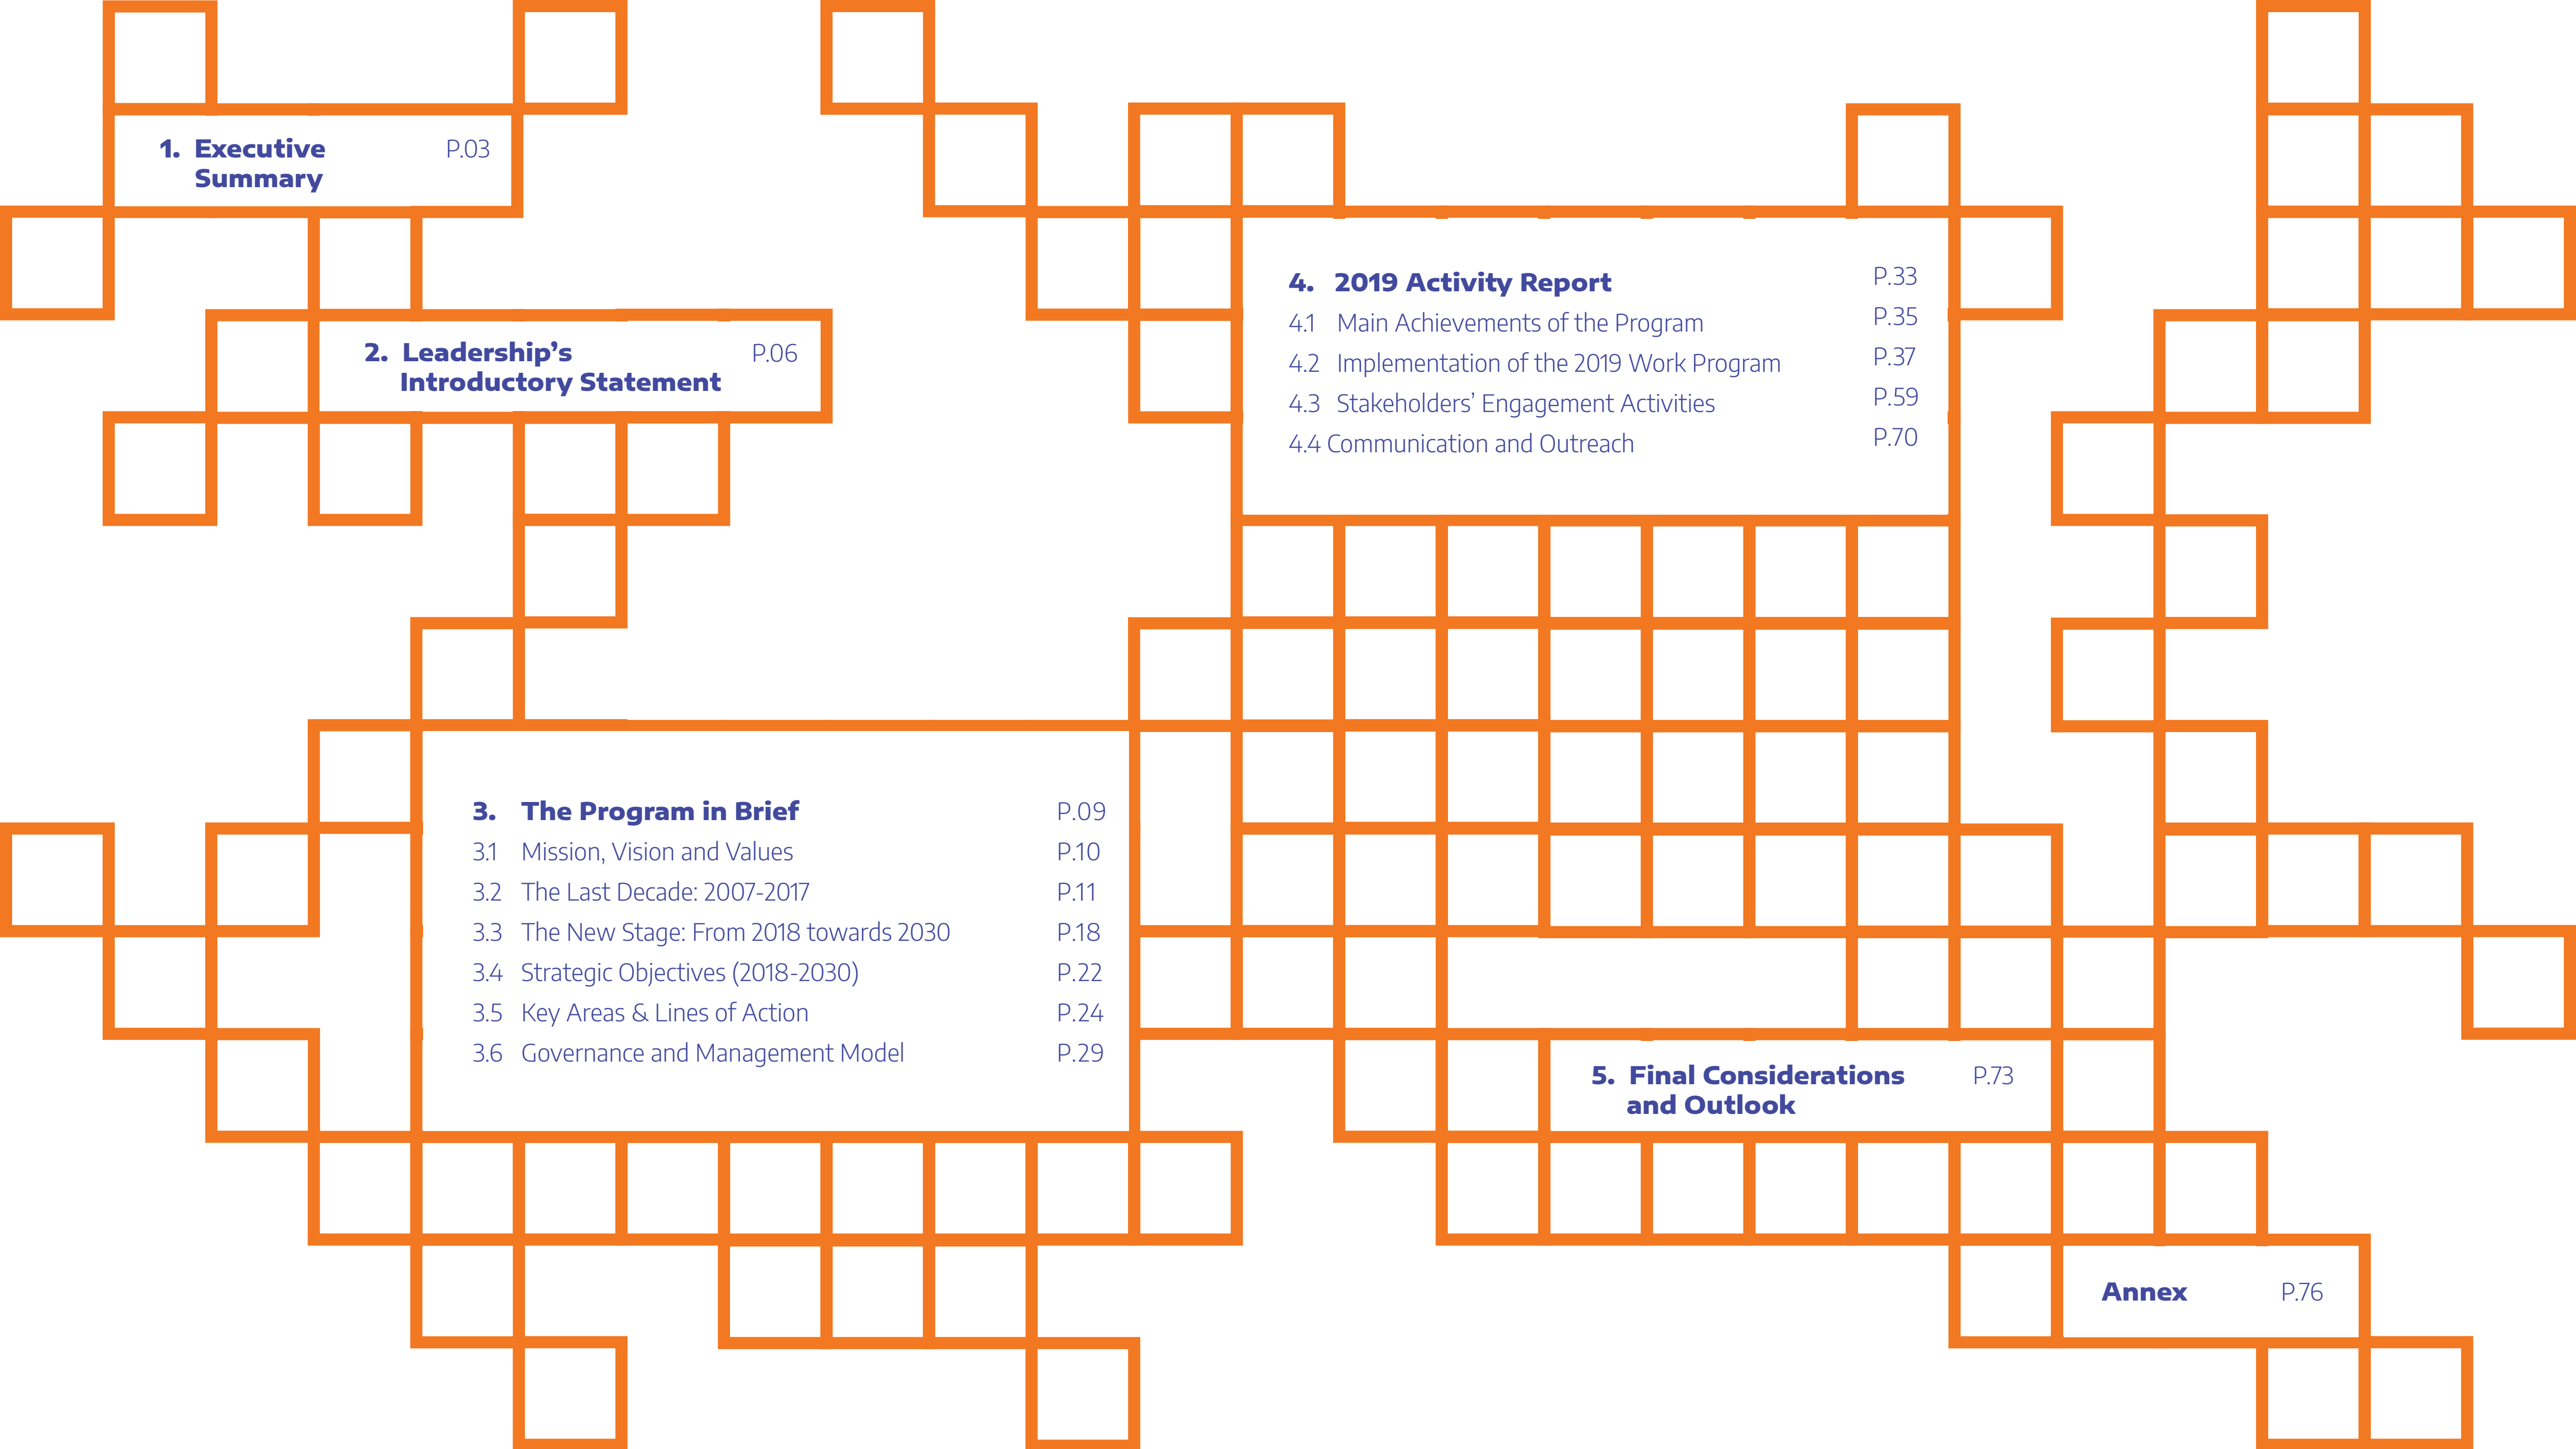 1. Executive P.03
Summary
2. Leadership’s P.06
Introductory Statement
3. The Program in Brief P.09
3.1 Mission, Vision and Values P.10
3.2 The Last Decade: 2007-2017 P.11
3.3 The New Stage: From 2018 towards 2030 P.18
3.4 Strategic Objectives (2018-2030) P.22
3.5 Key Areas & Lines of Action P.24
3.6 Governance and Management Model P.29
4. 2019 Activity Report P.33
4.1 Main Achievements of the Program P.35
4.2 Implementation of the 2019 Work Program P.37
4.3 Stakeholders’ Engagement Activities P.59
4.4 Communication and Outreach P.70
5. Final Considerations P.73
and Outlook
Annex P.76